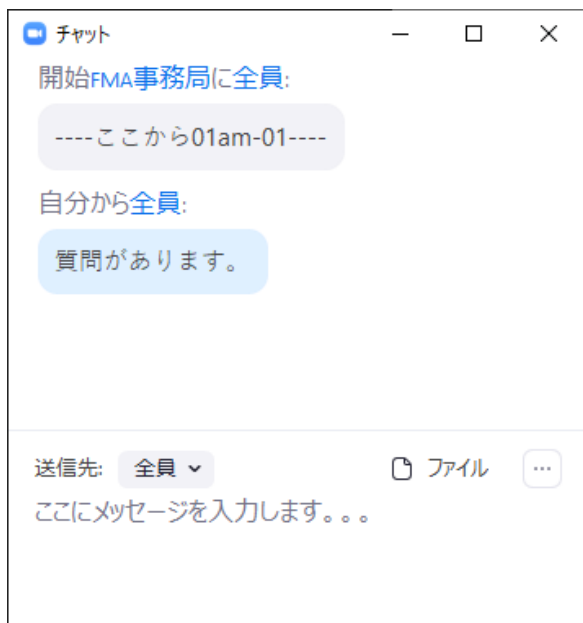 チャット
開始FMA事務局に全員:
----ここから01am-01----
自分から全員:
質問があります。
送信先: 全員 ファイル ...
ここにメッセージを入力します。。。